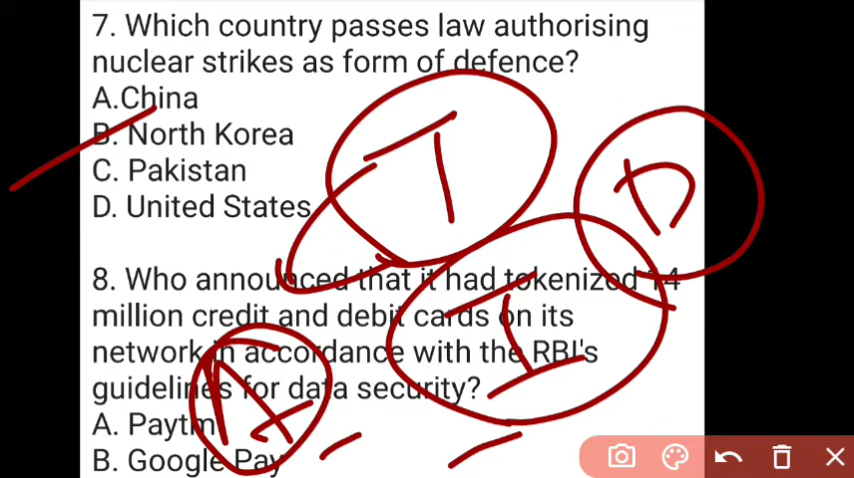 7. Which country passes law authorising
nuclear strikes as form of defence?
A.China
B. North Korea
C. Pakistan
D. United States
T
D
8. Who announced that it had tokenized 14
million credit and debit cards on its
I
network in accordance with the RBI's
guidelines for data security?
A
A. Paytm
B. Google Pay